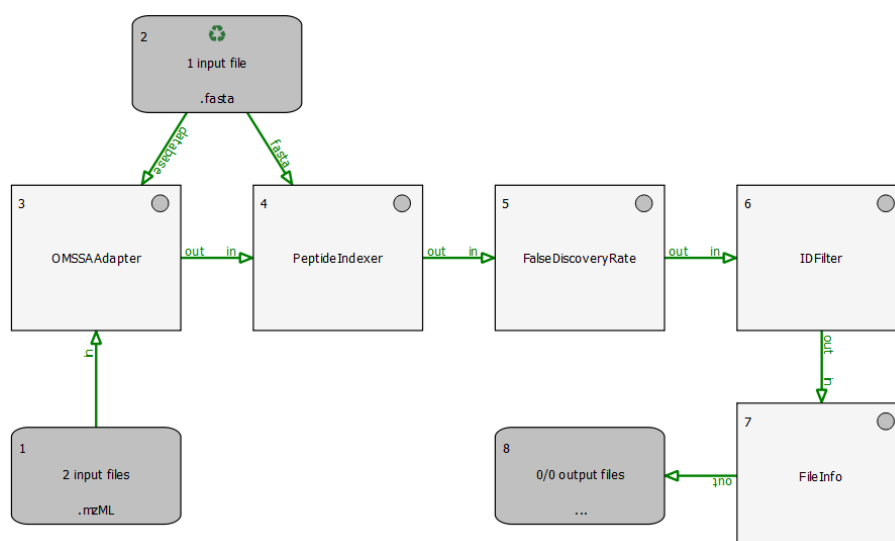 2
1 input file
.fasta
database
fasta
3
OMSSAAdapter
out
in
4
PeptideIndexer
out
in
5
FalseDiscoveryRate
out
in
6
IDFilter
in
out
in
1
2 input files
.mzML
8
0/0 output files
...
out
7
FileInfo